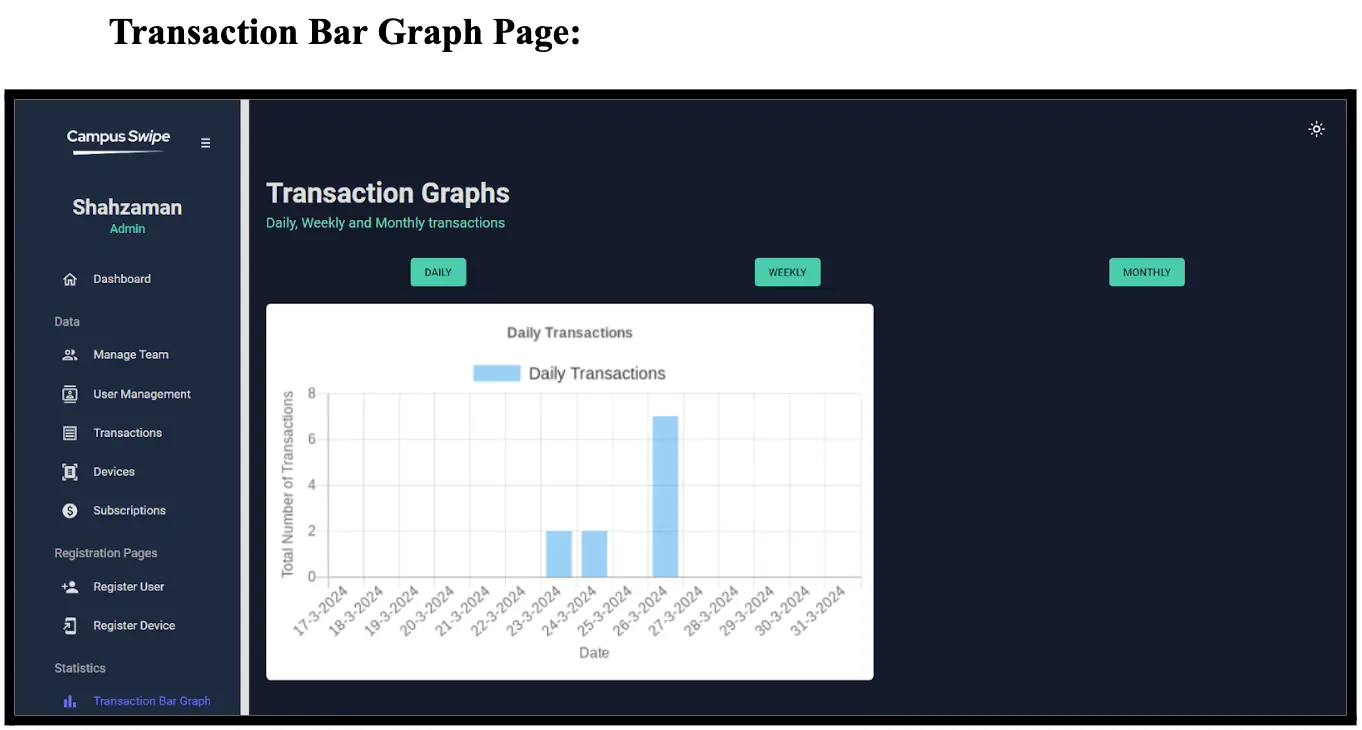 Transaction Bar Graph Page:
Campus Swipe
Shahzaman
Admin
Dashboard
Data
Manage Team
User Management
Transactions
Devices
Subscriptions
Registration Pages
Register User
Register Device
Statistics
Transaction Bar Graph
Transaction Graphs
Daily, Weekly and Monthly transactions
DAILY
WEEKLY
MONTHLY
Daily Transactions
Daily Transactions
Total Number of Transactions
8
6
4
2
0
17-3-2024
18-3-2024
19-3-2024
20-3-2024
21-3-2024
22-3-2024
23-3-2024
24-3-2024
25-3-2024
26-3-2024
27-3-2024
28-3-2024
29-3-2024
30-3-2024
31-3-2024
Date